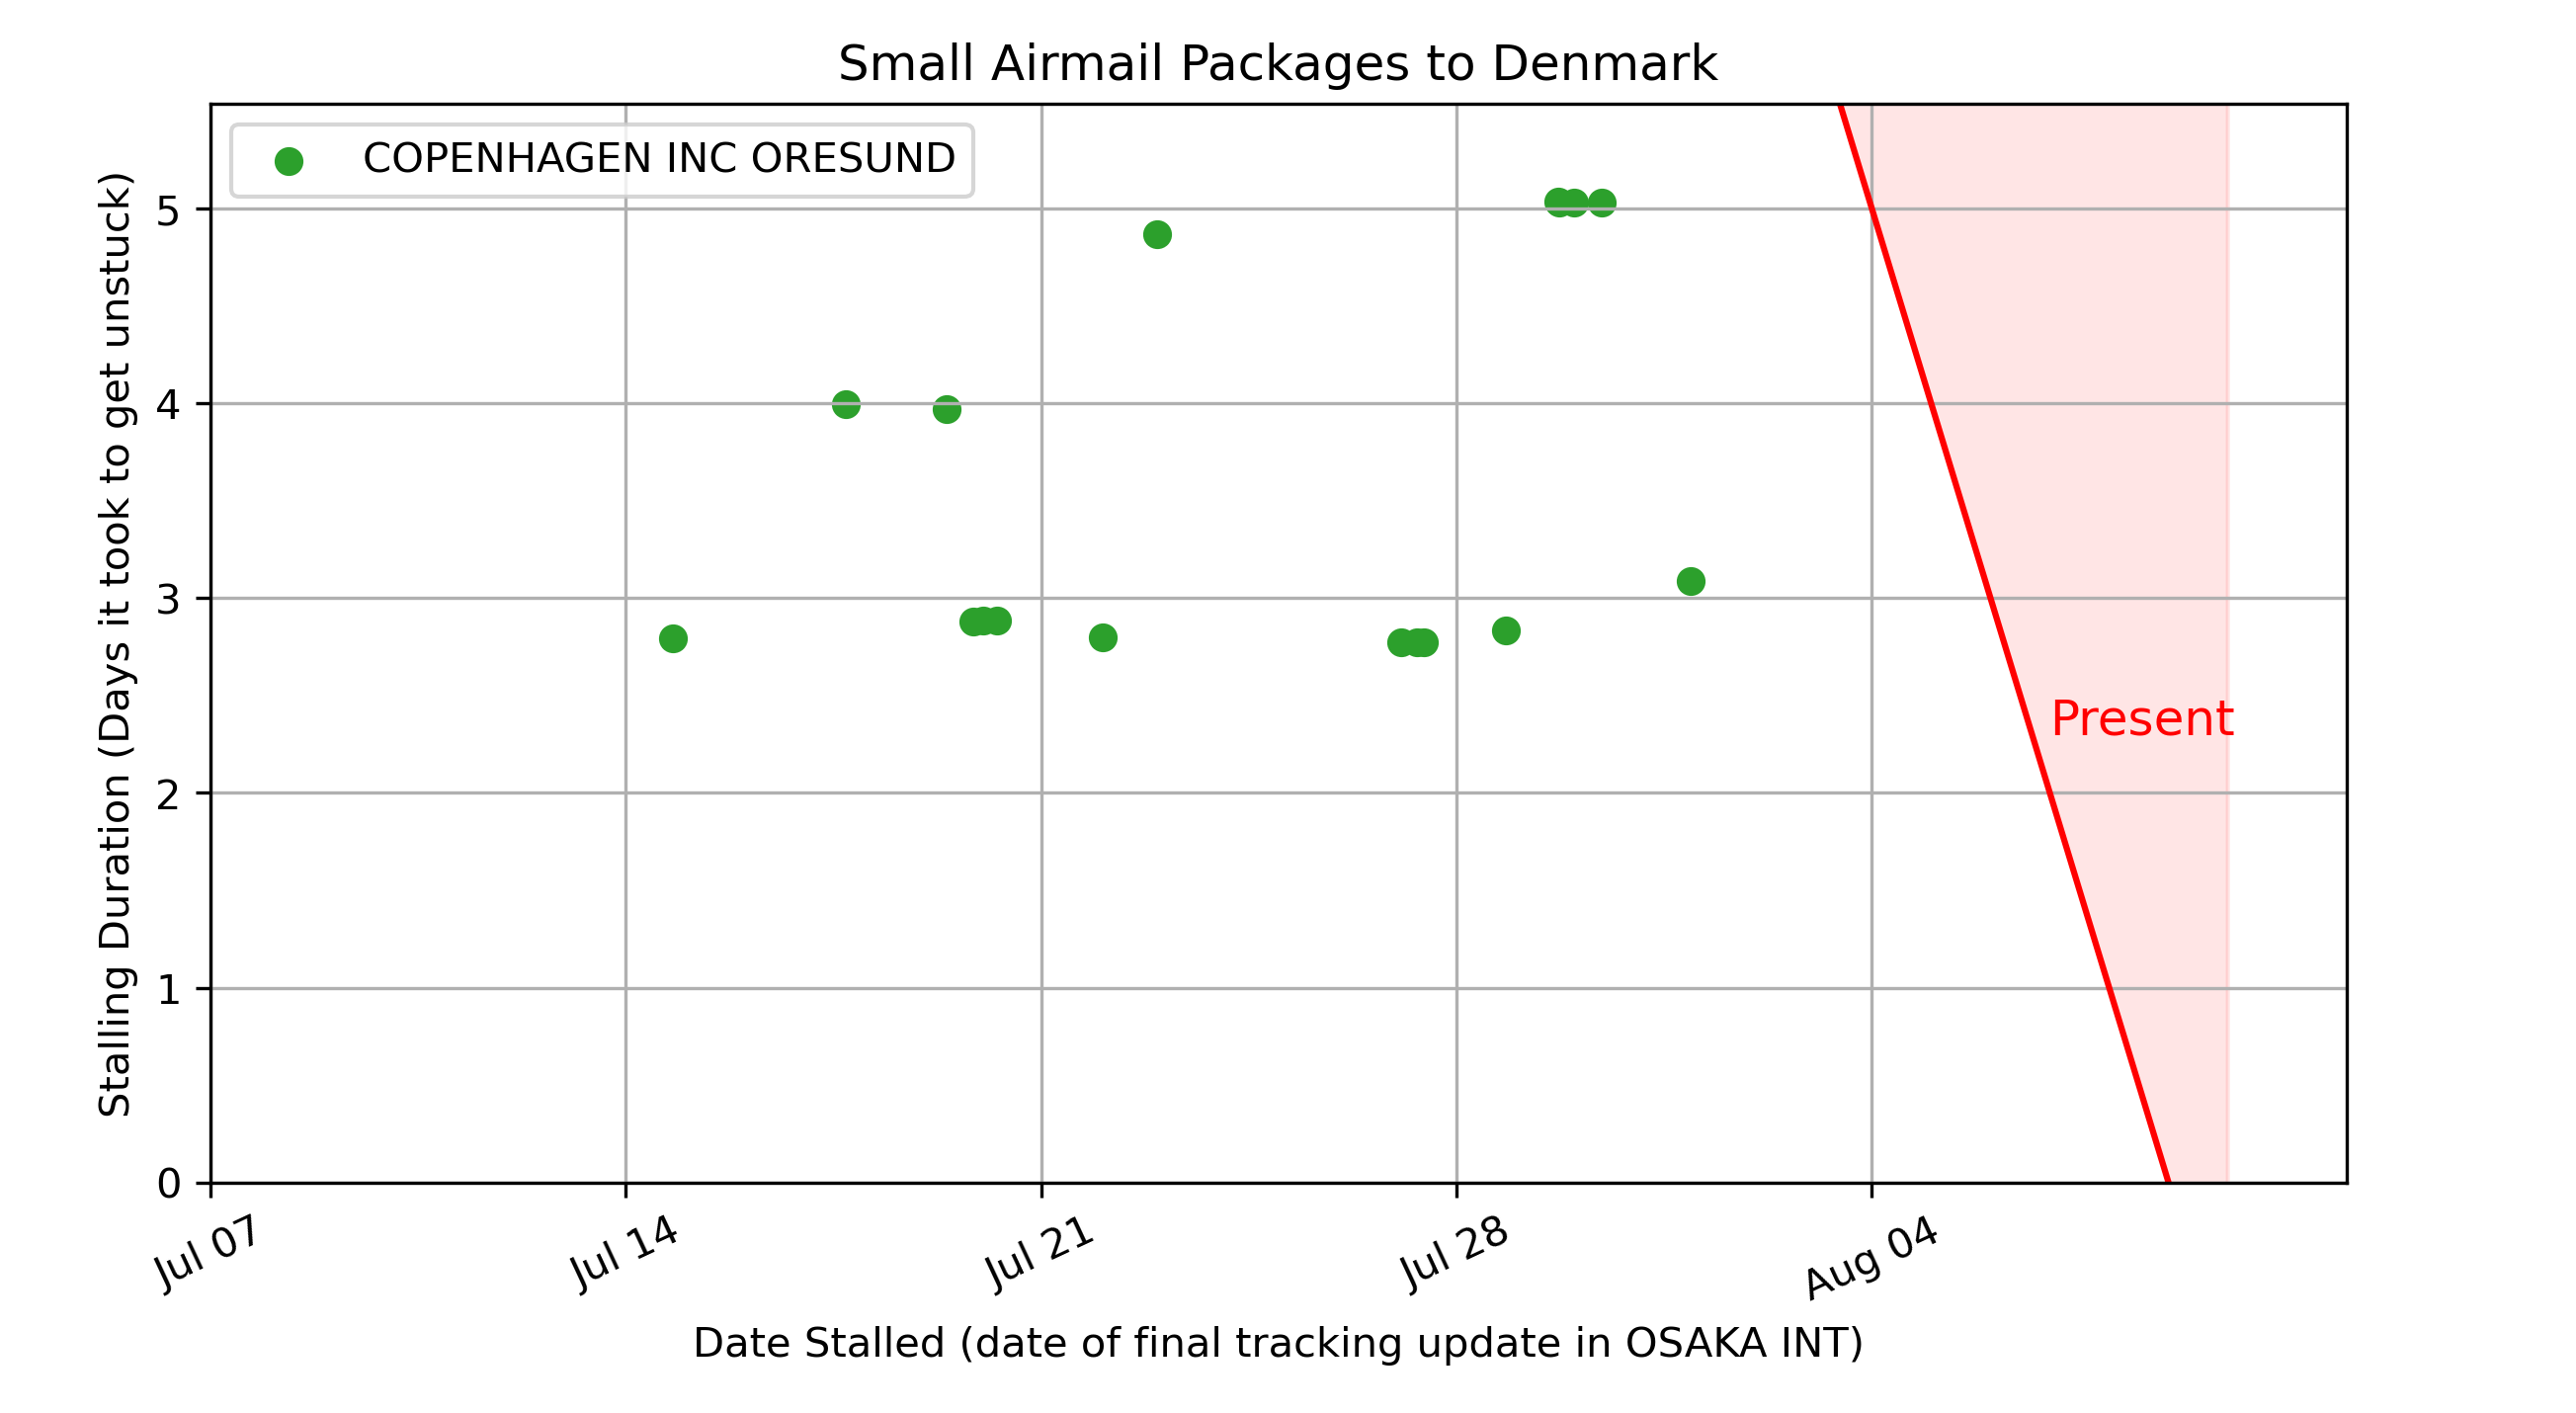 Small Airmail Packages to Denmark
COPENHAGEN INC ORESUND
Stalling Duration (Days it took to get unstuck)
5
4
3
2
1
0
Present
Jul 07
Jul 14
Jul 21
Jul 28
Aug 04
Date Stalled (date of final tracking update in OSAKA INT)